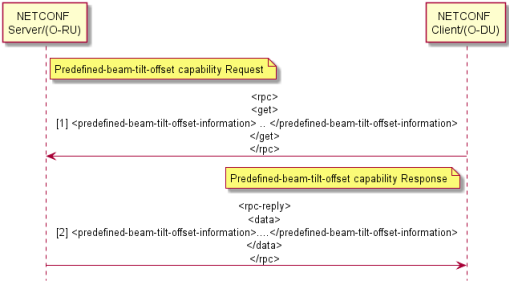 NETCONF
Server/(O-RU)
NETCONF
Client/(O-DU)
Predefined-beam-tilt-offset capability Request
<rpc>
<get>
[1] <predefined-beam-tilt-offset-information> .. </predefined-beam-tilt-offset-information>
</get>
</rpc>
Predefined-beam-tilt-offset capability Response
<rpc-reply>
<data>
[2] <predefined-beam-tilt-offset-information>....</predefined-beam-tilt-offset-information>
</data>
</rpc>